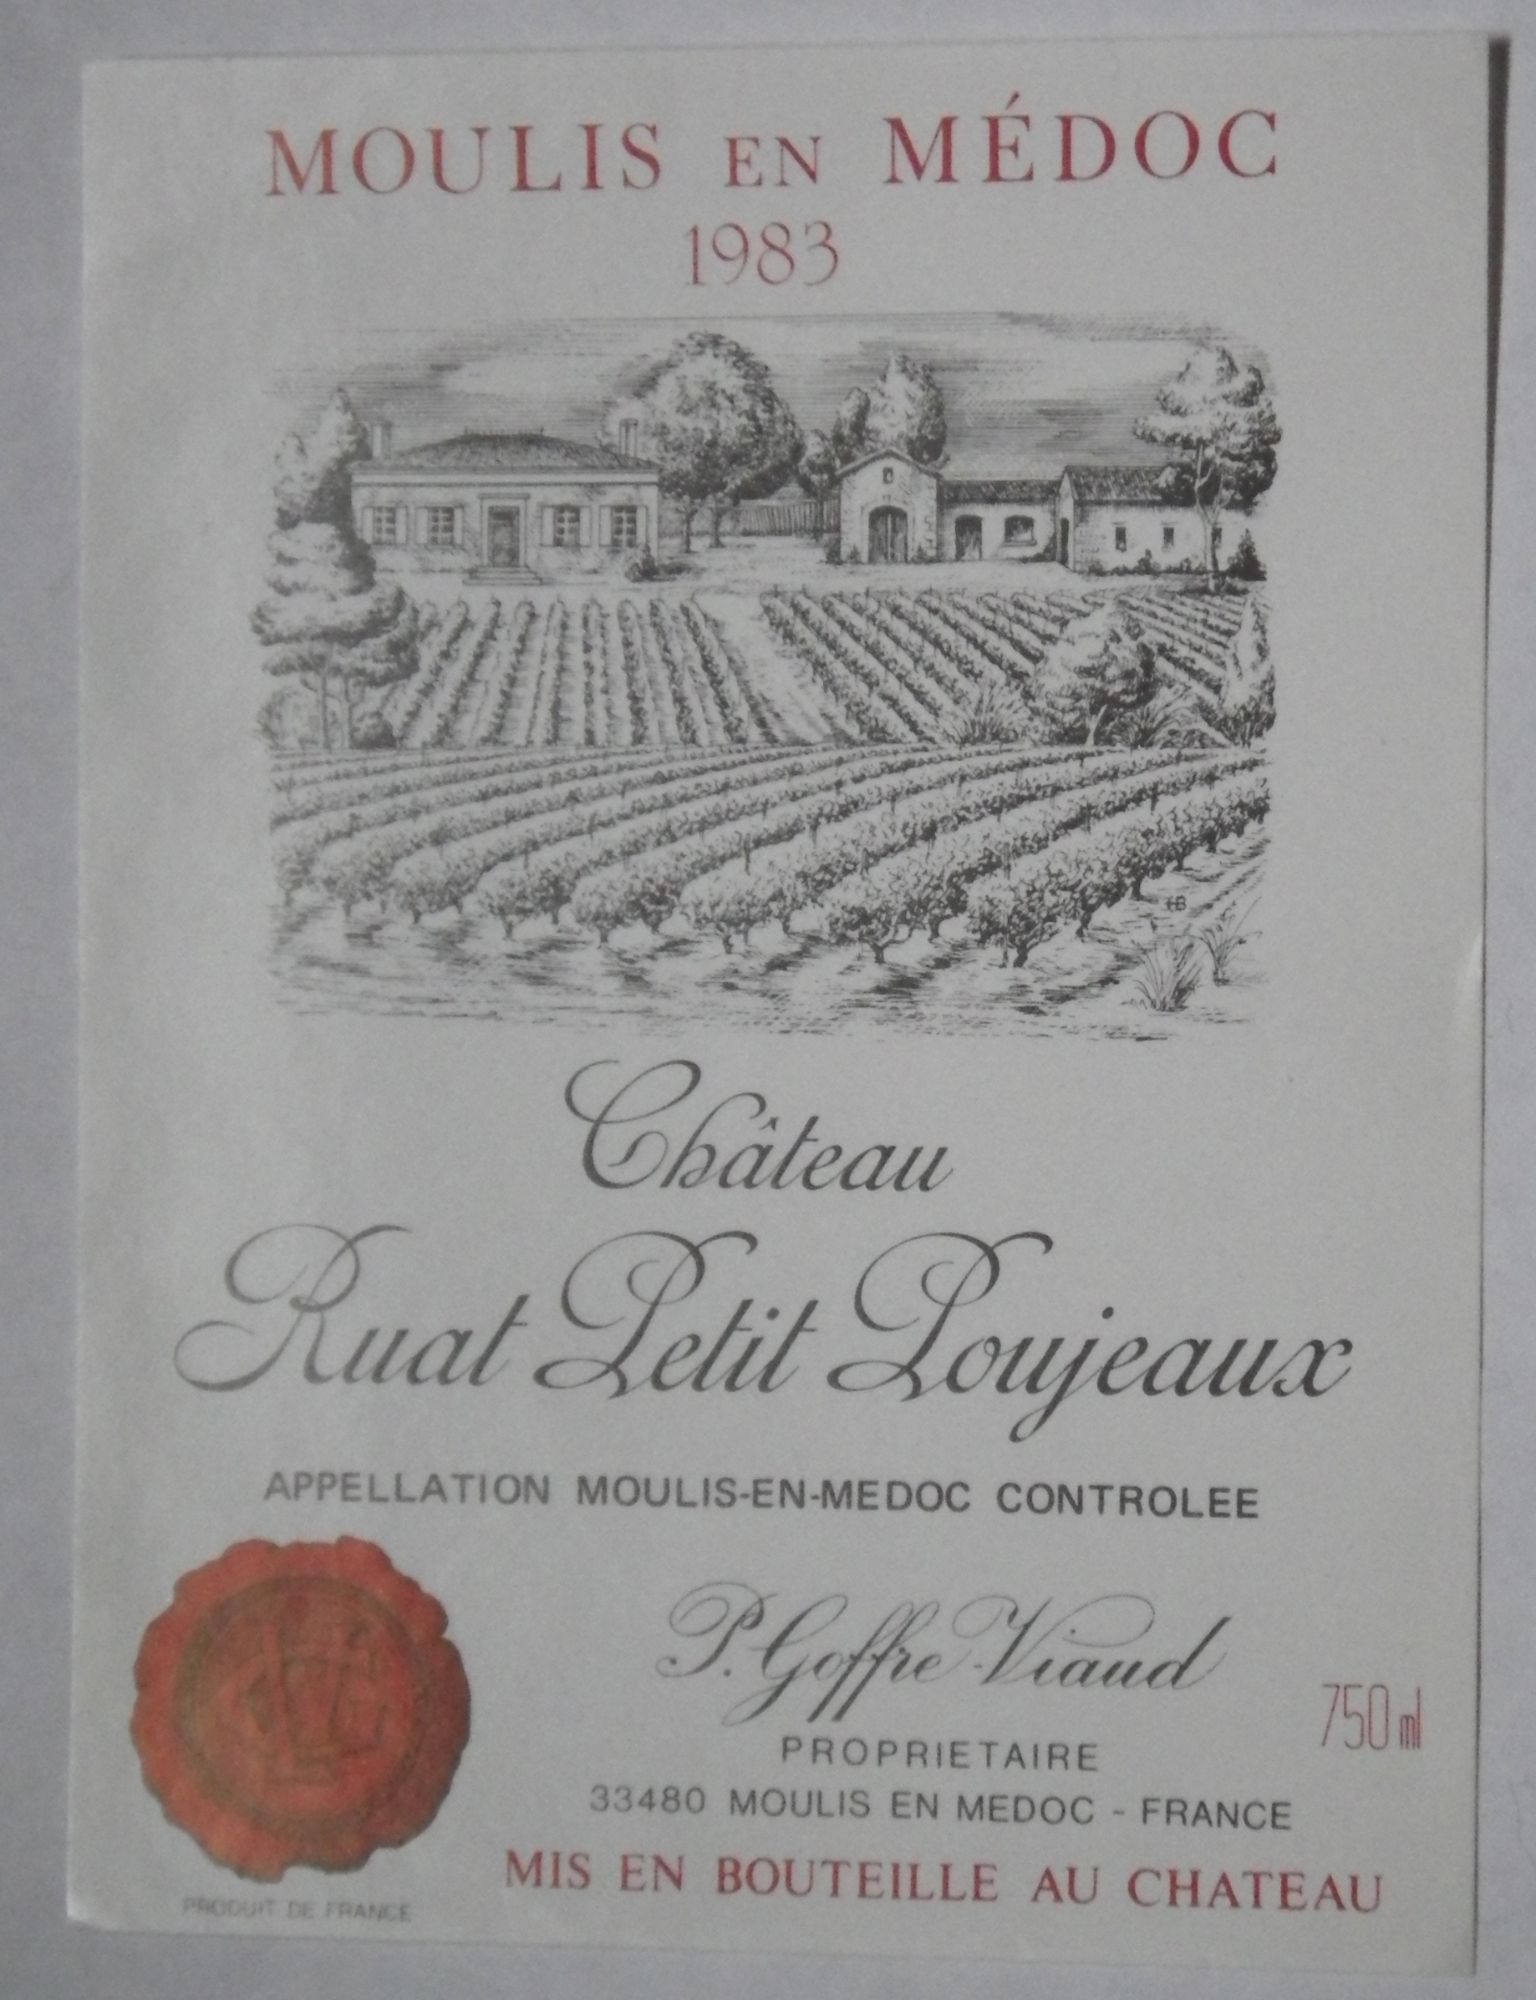 MOULIS EN MÉDOC
1983
Château
Ruat Petit Poujeaux
APPELLATION MOULIS-EN-MEDOC CONTROLEE
P. Goffre-Viaud
750 ml
PROPRIETAIRE
33480 MOULIS EN MEDOC - FRANCE
MIS EN BOUTEILLE AU CHATEAU
PRODUIT DE FRANCE